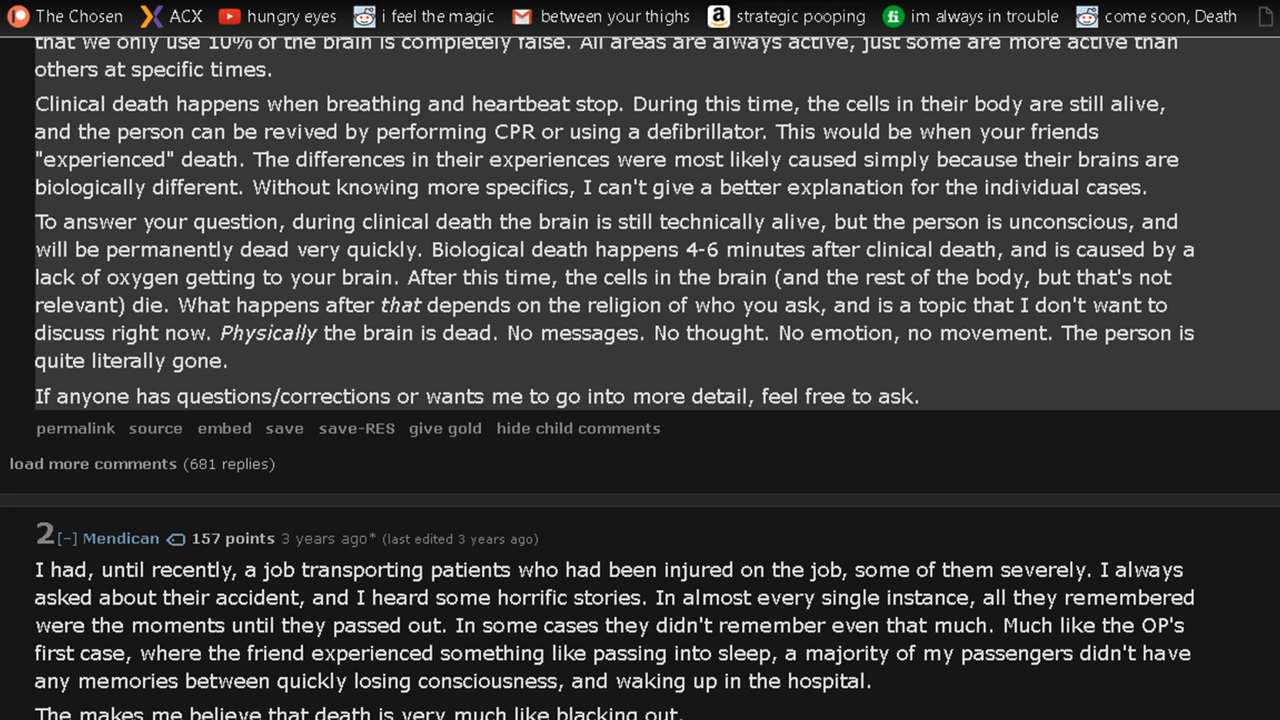 The Chosen ACX hungry eyes i feel the magic between your thighs strategic pooping im always in trouble come soon, Death
that we only use 10% of the brain is completely false. All areas are always active, just some are more active than
others at specific times.
Clinical death happens when breathing and heartbeat stop. During this time, the cells in their body are still alive,
and the person can be revived by performing CPR or using a defibrillator. This would be when your friends
"experienced" death. The differences in their experiences were most likely caused simply because their brains are
biologically different. Without knowing more specifics, I can't give a better explanation for the individual cases.
To answer your question, during clinical death the brain is still technically alive, but the person is unconscious, and
will be permanently dead very quickly. Biological death happens 4-6 minutes after clinical death, and is caused by a
lack of oxygen getting to your brain. After this time, the cells in the brain (and the rest of the body, but that's not
relevant) die. What happens after that depends on the religion of who you ask, and is a topic that I don't want to
discuss right now. Physically the brain is dead. No messages. No thought. No emotion, no movement. The person is
quite literally gone.
If anyone has questions/corrections or wants me to go into more detail, feel free to ask.
permalink source embed save save-RES give gold hide child comments
load more comments (681 replies)
2 [–] Mendican 157 points 3 years ago* (last edited 3 years ago)
I had, until recently, a job transporting patients who had been injured on the job, some of them severely. I always
asked about their accident, and I heard some horrific stories. In almost every single instance, all they remembered
were the moments until they passed out. In some cases they didn't remember even that much. Much like the OP's
first case, where the friend experienced something like passing into sleep, a majority of my passengers didn't have
any memories between quickly losing consciousness, and waking up in the hospital.
The makes me believe that death is very much like blacking out.